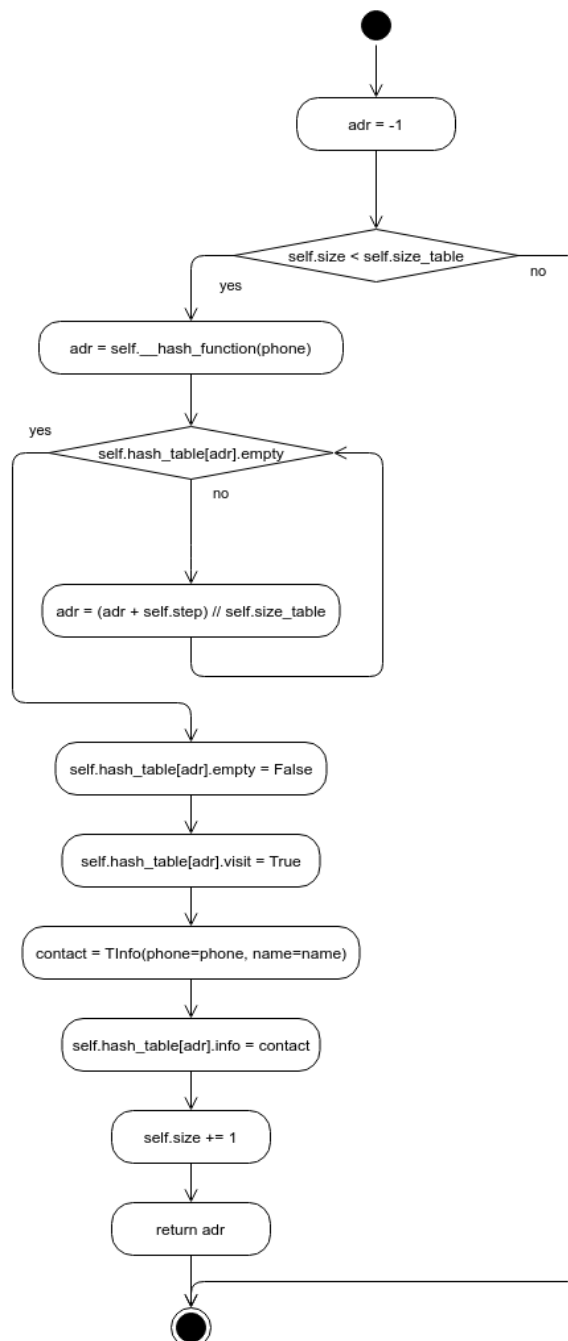 adr = -1
self.size < self.size_table
no
yes
adr = self.__hash_function(phone)
yes
self.hash_table[adr].empty
no
adr = (adr + self.step) // self.size_table
self.hash_table[adr].empty = False
self.hash_table[adr].visit = True
contact = TInfo(phone=phone, name=name)
self.hash_table[adr].info = contact
self.size += 1
return adr